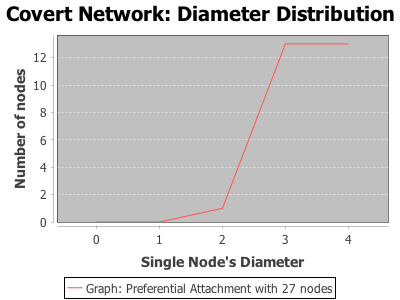 Covert Network: Diameter Distribution
Number of nodes
12
10
8
6
4
2
0
0 1 2 3 4
Single Node's Diameter
Graph: Preferential Attachment with 27 nodes